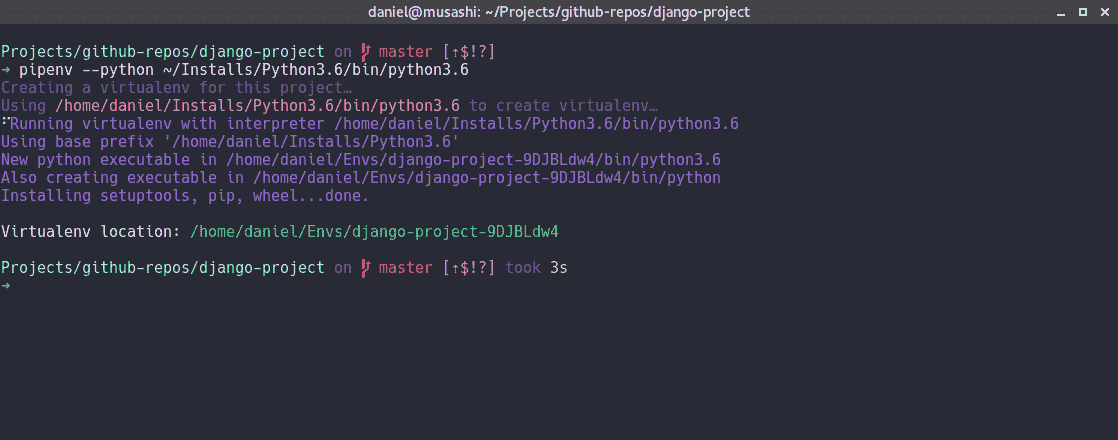 daniel@musashi: ~/Projects/github-repos/django-project
Projects/github-repos/django-project on master [⇡$!?]
➜ pipenv --python ~/Installs/Python3.6/bin/python3.6
Creating a virtualenv for this project…
Using /home/daniel/Installs/Python3.6/bin/python3.6 to create virtualenv…
⠋Running virtualenv with interpreter /home/daniel/Installs/Python3.6/bin/python3.6
Using base prefix '/home/daniel/Installs/Python3.6'
New python executable in /home/daniel/Envs/django-project-9DJBLdw4/bin/python3.6
Also creating executable in /home/daniel/Envs/django-project-9DJBLdw4/bin/python
Installing setuptools, pip, wheel...done.
Virtualenv location: /home/daniel/Envs/django-project-9DJBLdw4
Projects/github-repos/django-project on master [⇡$!?] took 3s
➜